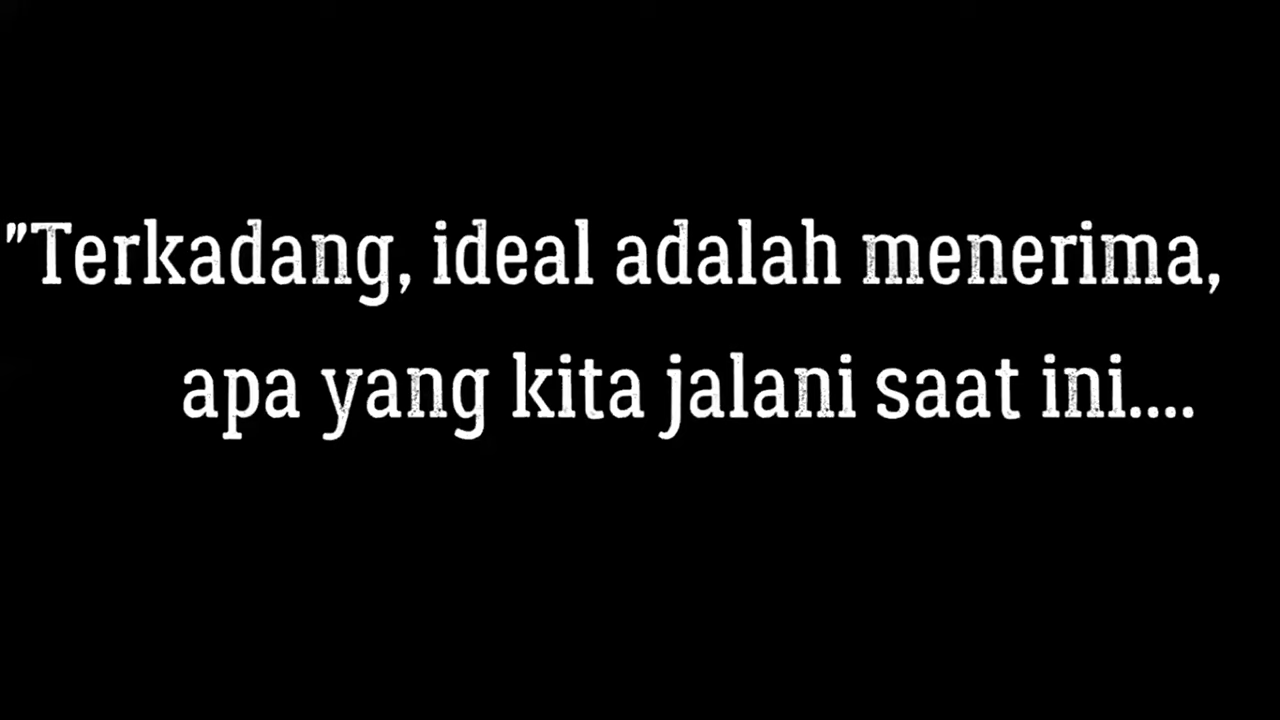 "Terkadang, ideal adalah menerima,
apa yang kita jalani saat ini....